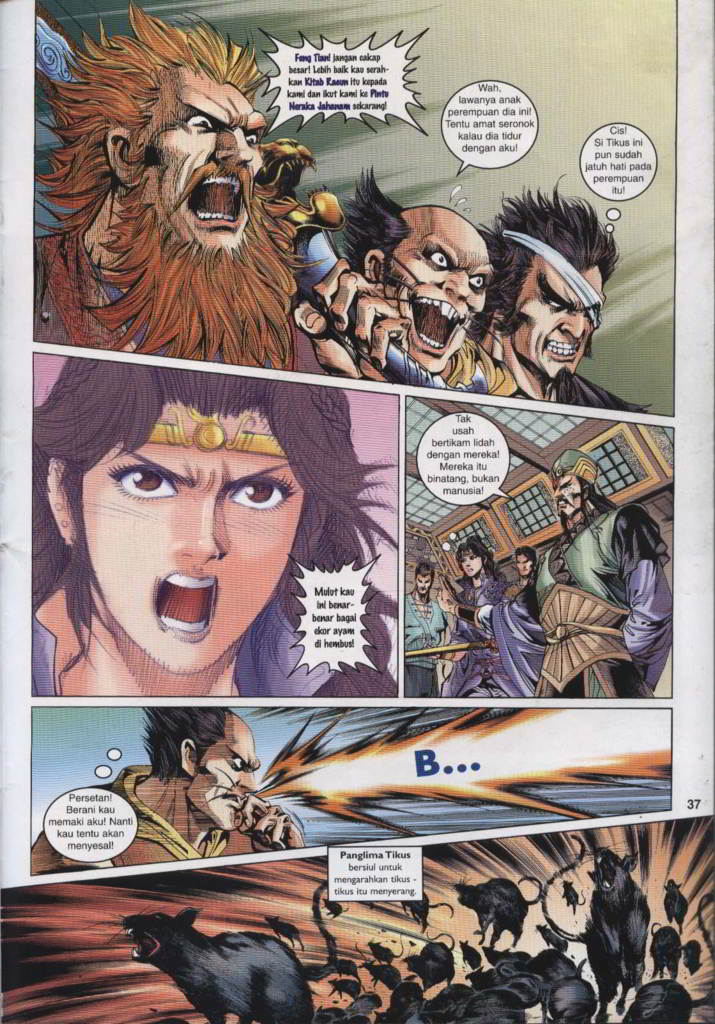 Feng Tian! jangan cakap
besar! Lebih baik kau serah-
kan Kitab Racun itu kepada
kami dan ikut kami ke Pintu
Neraka Jahanam sekarang!
Wah,
lawanya anak
perempuan dia ini!
Tentu amat seronok
kalau dia tidur
dengan aku!
Cis!
Si Tikus ini
pun sudah
jatuh hati pada
perempuan
itu!
Mulut kau
ini benar-
benar bagai
ekor ayam
di hembus!
Tak
usah
bertikam lidah
dengan mereka!
Mereka itu
binatang, bukan
manusia!
Persetan!
Berani kau
memaki aku! Nanti
kau tentu akan
menyesal!
B...
37
Panglima Tikus
bersiul untuk
mengarahkan tikus -
tikus itu menyerang.